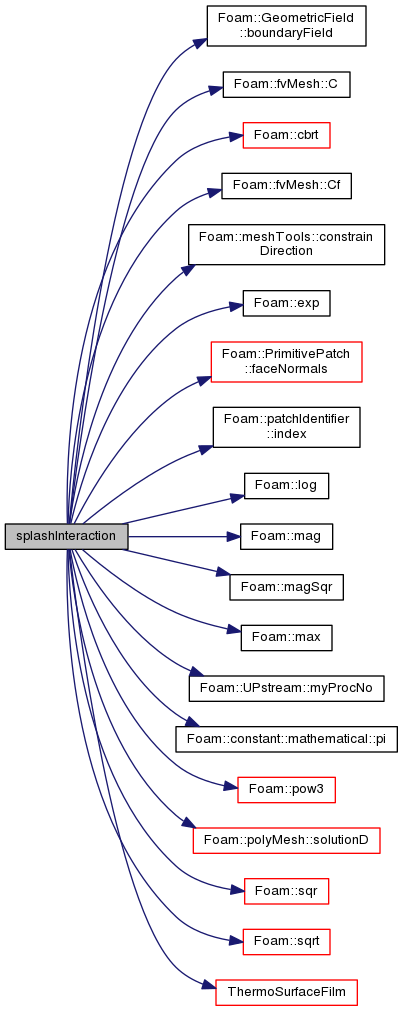 Foam::GeometricField
::boundaryField
Foam::fvMesh::C
Foam::cbrt
Foam::fvMesh::Cf
Foam::meshTools::constrain
Direction
Foam::exp
Foam::PrimitivePatch
::faceNormals
Foam::patchIdentifier
::index
Foam::log
splashInteraction
Foam::mag
Foam::magSqr
Foam::max
Foam::UPstream::myProcNo
Foam::constant::mathematical::pi
Foam::pow3
Foam::polyMesh::solutionD
Foam::sqr
Foam::sqrt
ThermoSurfaceFilm